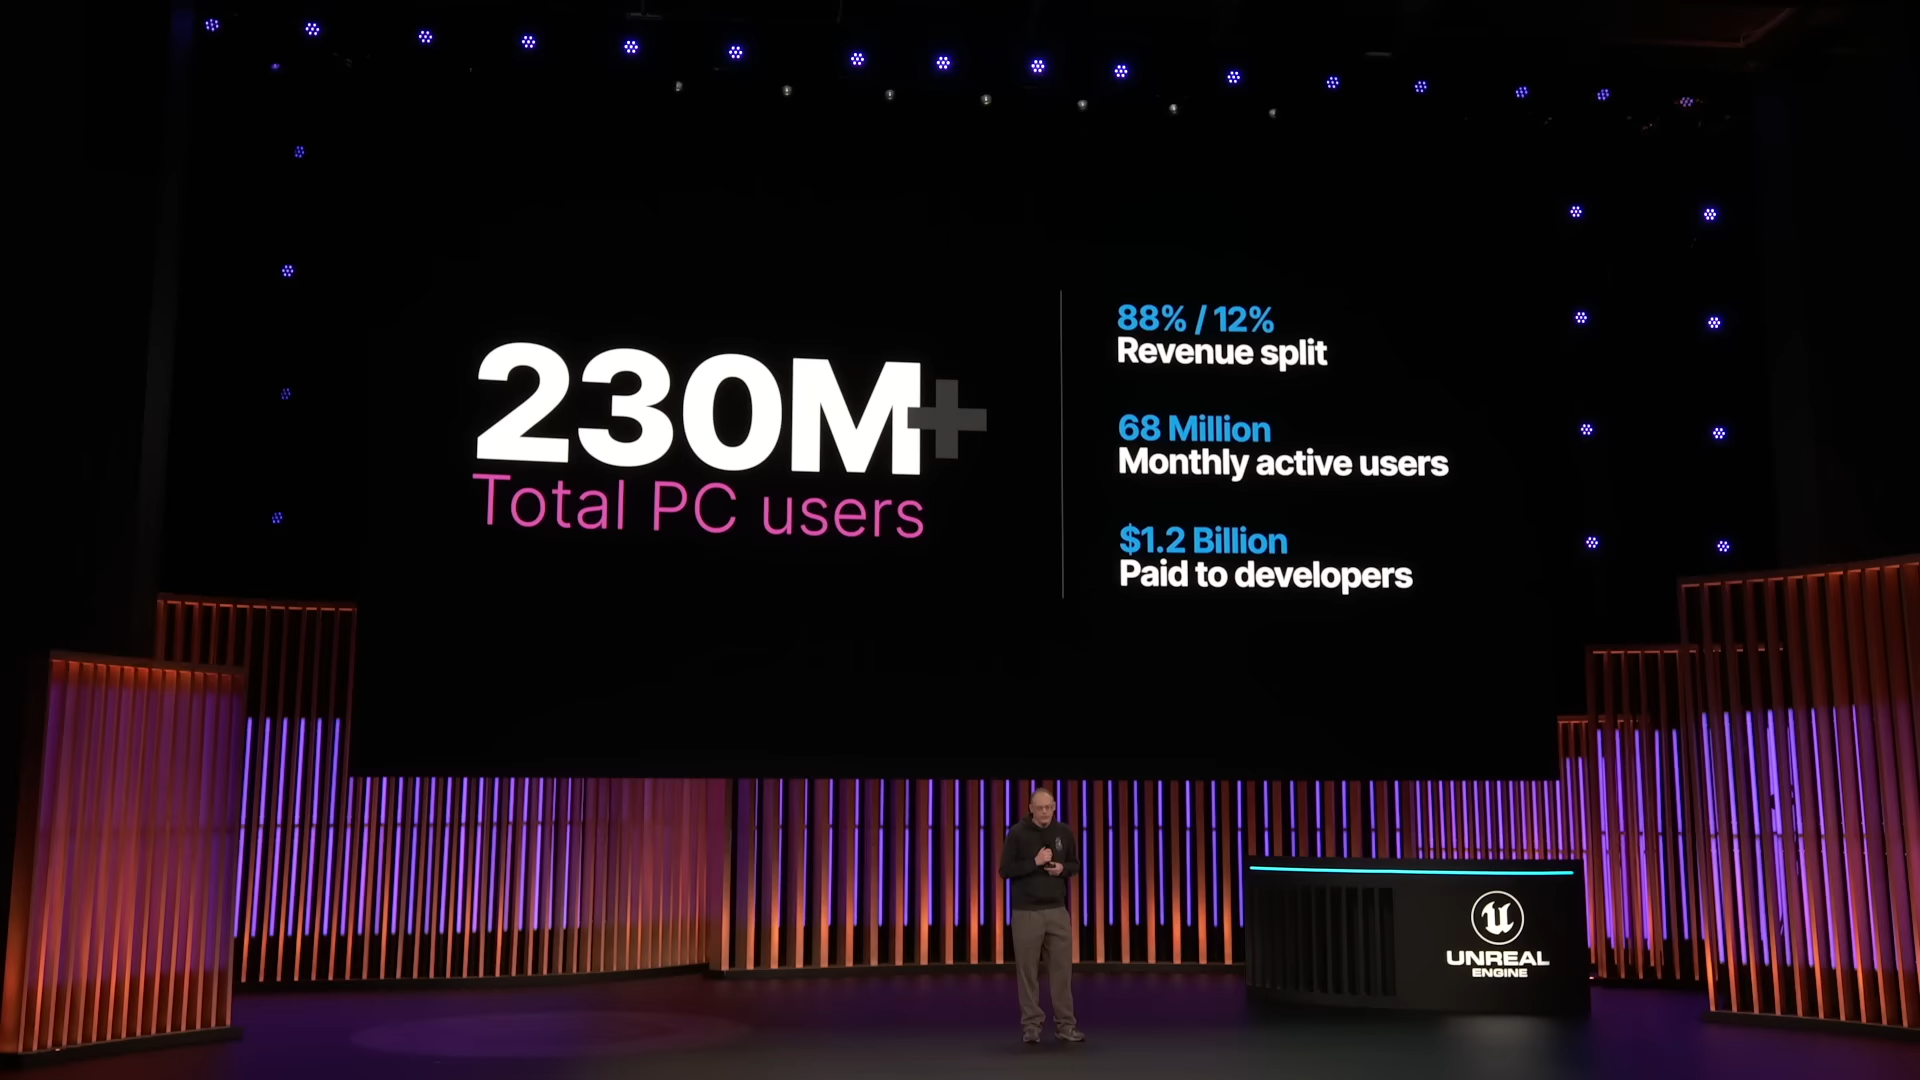 230M+
Total PC users
88% / 12%
Revenue split
68 Million
Monthly active users
$1.2 Billion
Paid to developers
UNREAL
ENGINE